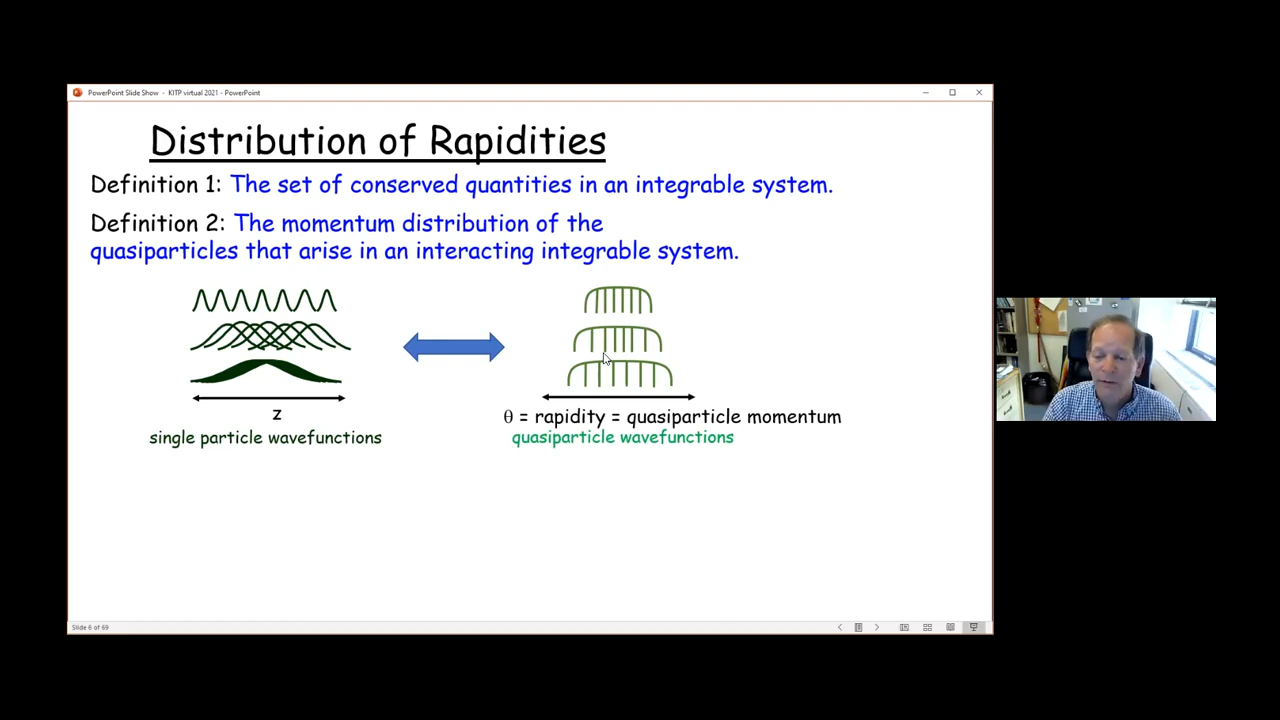 PowerPoint Slide Show - KITP virtual 2021 - PowerPoint
Distribution of Rapidities
Definition 1: The set of conserved quantities in an integrable system.
Definition 2: The momentum distribution of the
quasiparticles that arise in an interacting integrable system.
z
single particle wavefunctions
θ = rapidity = quasiparticle momentum
quasiparticle wavefunctions
Slide 6 of 69